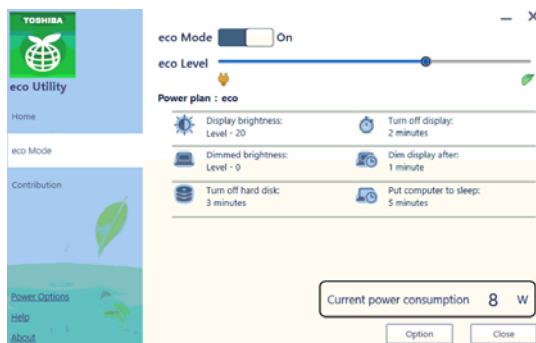 TOSHIBA
eco Utility
Home
eco Mode
Contribution
Power Options
Help
About
eco Mode On
eco Level
Power plan : eco
Display brightness:
Level - 20
Turn off display:
2 minutes
Dimmed brightness:
Level - 0
Dim display after:
1 minute
Turn off hard disk:
3 minutes
Put computer to sleep:
5 minutes
Current power consumption 8 W
Option Close